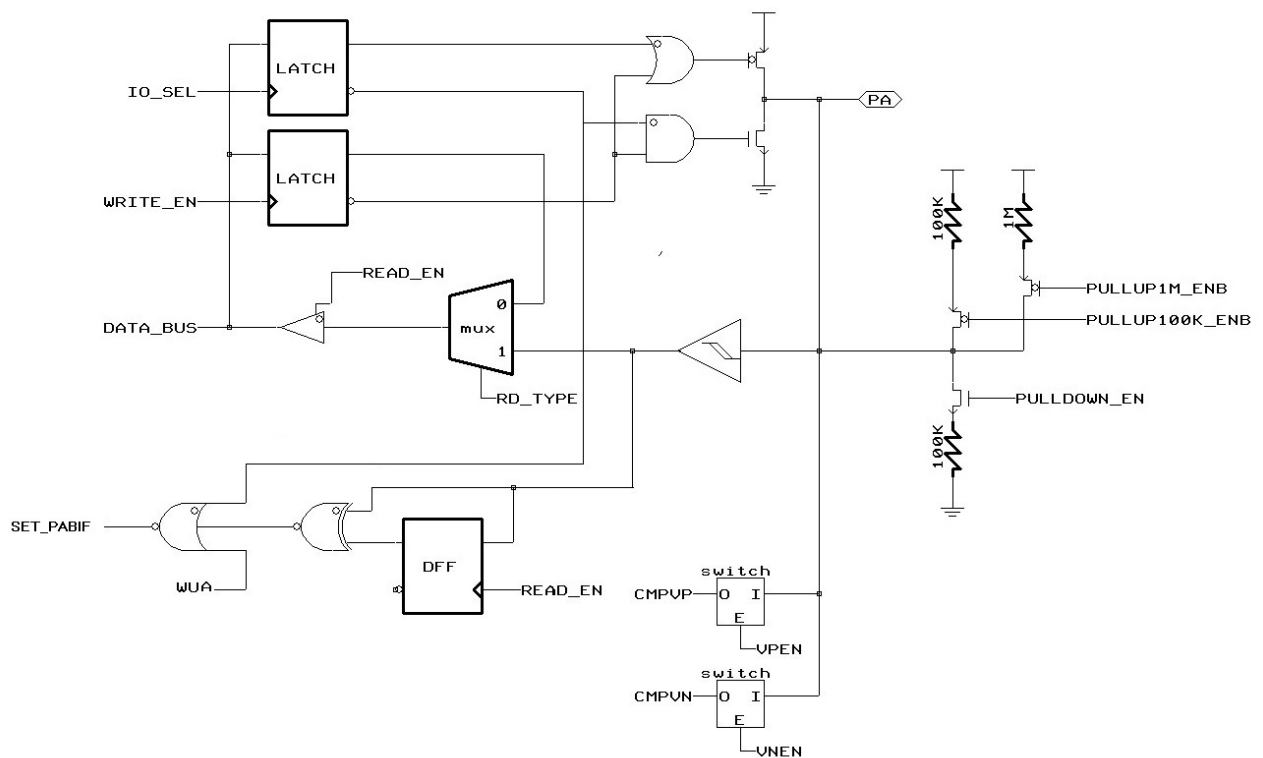 LATCH
IO_SEL
PA
LATCH
WRITE_EN
100K
1M
READ_EN
PULLUP1M_ENB
0
DATA_BUS
mux
PULLUP100K_ENB
1
RD_TYPE
PULLDOWN_EN
100K
SET_PABIF
DFF
WUA
READ_EN
switch
CMPVP
O I
E
VPEN
switch
CMPVN
O I
E
VNEN